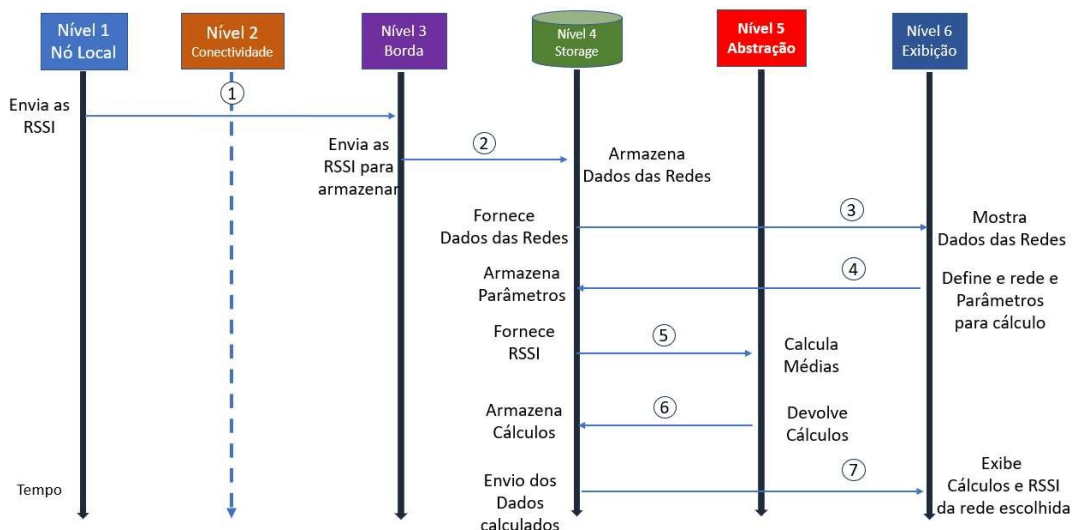 Nível 1
Nó Local
Nível 2
Conectividade
Nível 3
Borda
Nível 4
Storage
Nível 5
Abstração
Nível 6
Exibição
Envia as
RSSI
1
Envia as
RSSI para
armazenar
2
Armazena
Dados das Redes
Fornece
Dados das Redes
3
Mostra
Dados das Redes
Armazena
Parâmetros
4
Define e rede e
Parâmetros
para cálculo
Fornece
RSSI
5
Calcula
Médias
Armazena
Cálculos
6
Devolve
Cálculos
Tempo
Envio dos
Dados
calculados
7
Exibe
Cálculos e RSSI
da rede escolhida